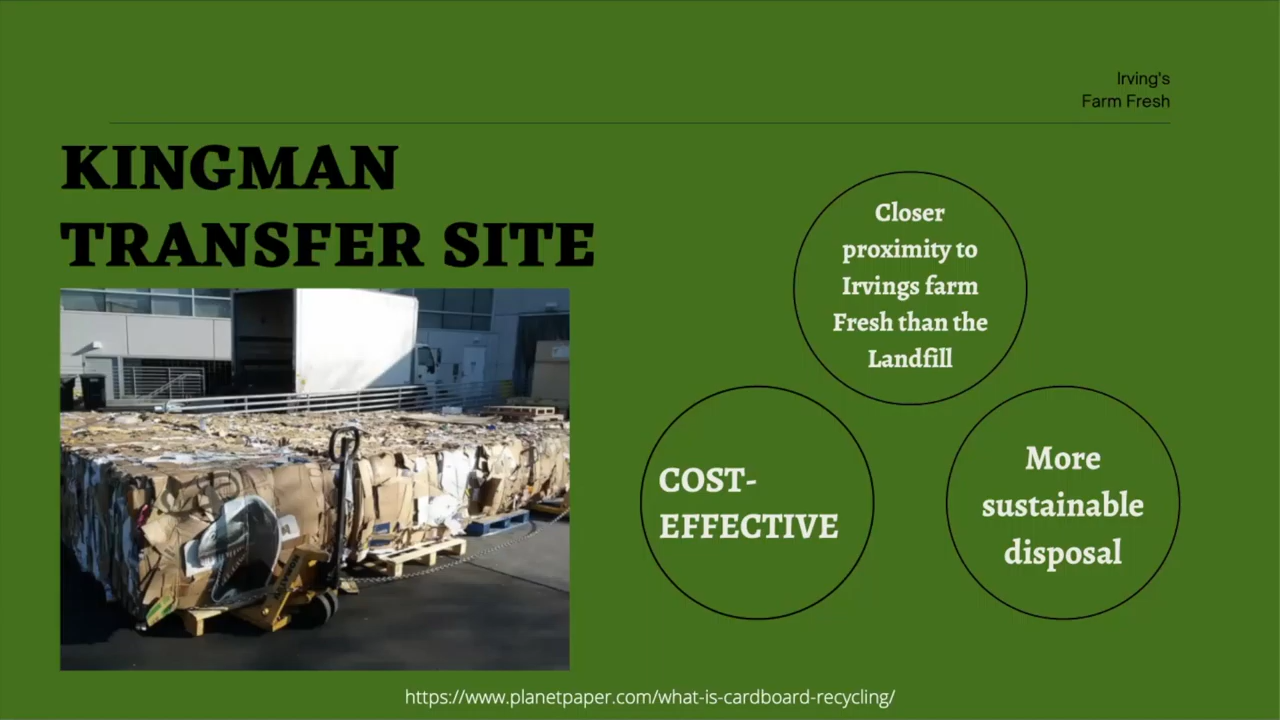 Irving's
Farm Fresh
KINGMAN
TRANSFER SITE
Closer
proximity to
Irvings farm
Fresh than the
Landfill
COST-
EFFECTIVE
More
sustainable
disposal
https://www.planetpaper.com/what-is-cardboard-recycling/